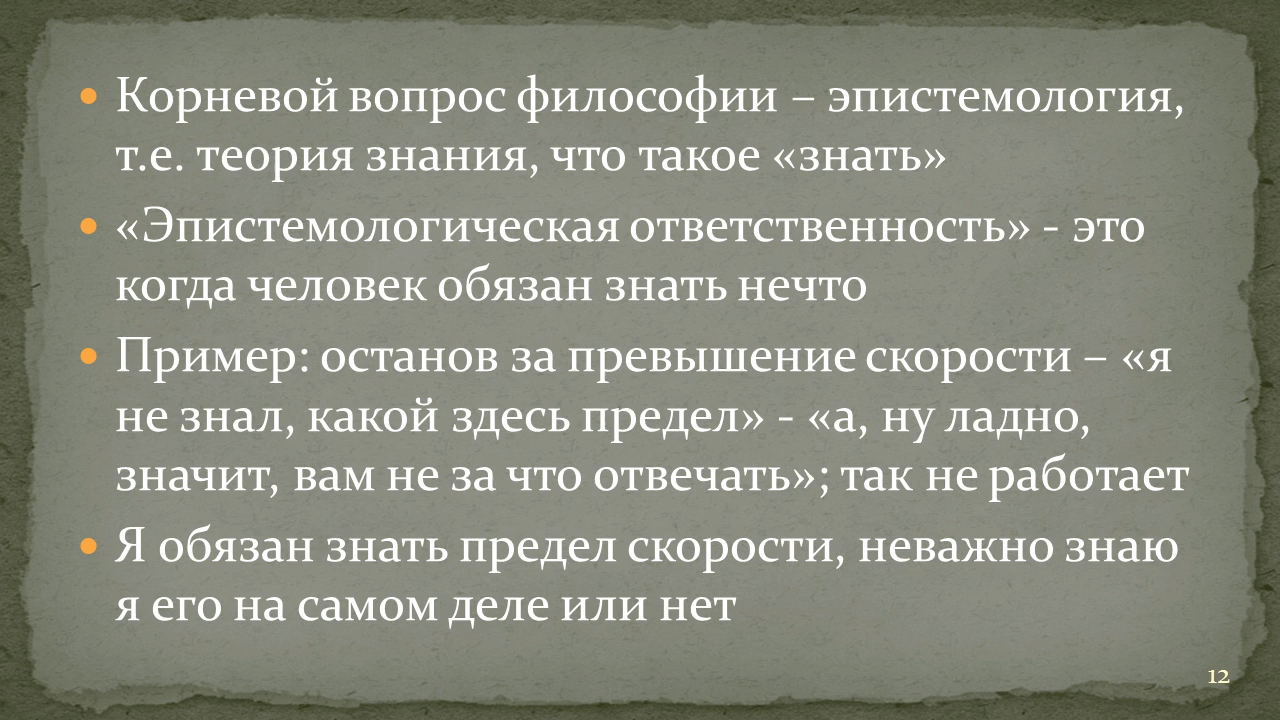 Корневой вопрос философии – эпистемология,
т.е. теория знания, что такое «знать»
«Эпистемологическая ответственность» - это
когда человек обязан знать нечто
Пример: останов за превышение скорости – «я
не знал, какой здесь предел» - «а, ну ладно,
значит, вам не за что отвечать»; так не работает
Я обязан знать предел скорости, неважно знаю
я его на самом деле или нет
12